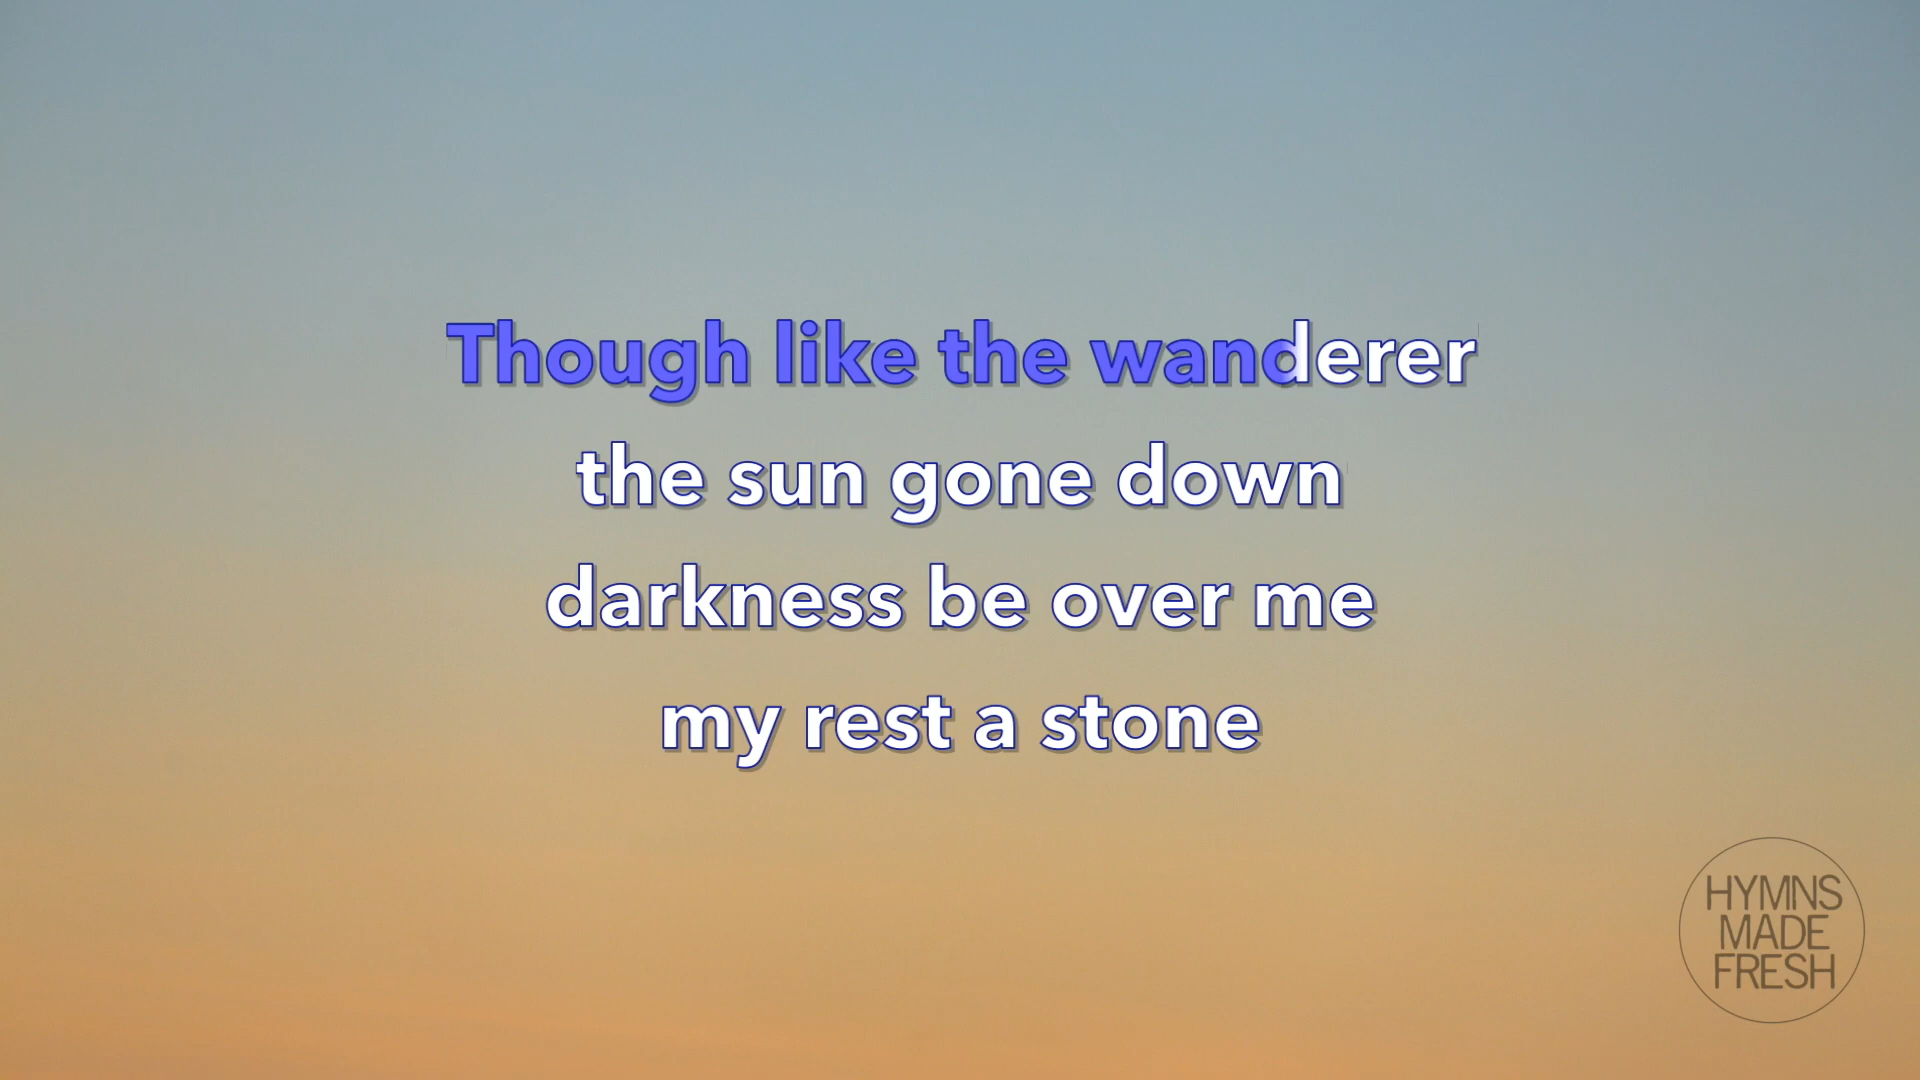 Though like the wanderer
the sun gone down
darkness be over me
my rest a stone
HYMNS
MADE
FRESH